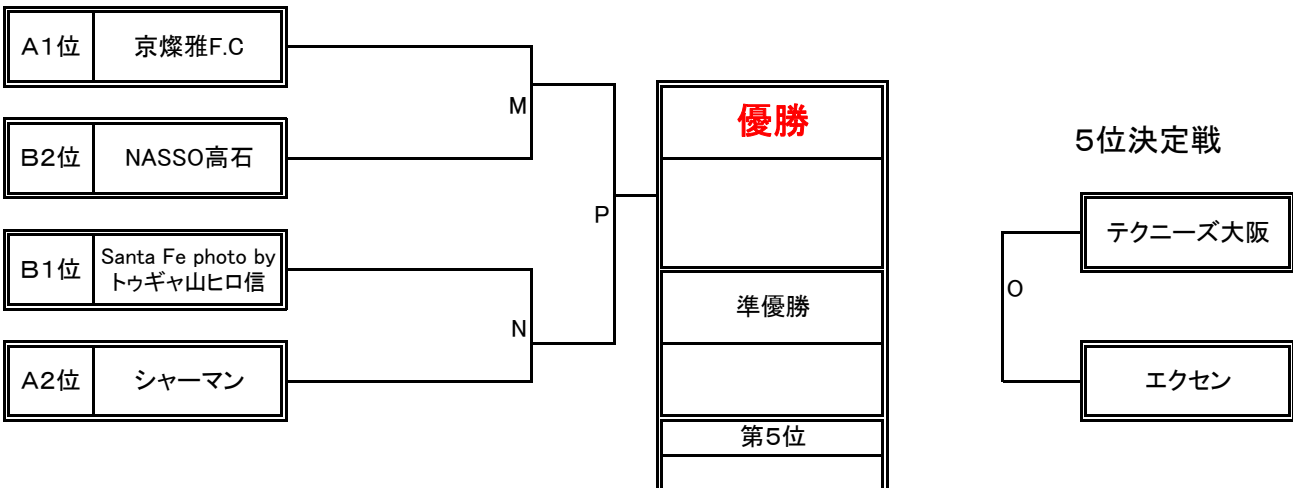 A1位 京燦雅F.C
M
B2位 NASSO高石
B1位 Santa Fe photo by
トゥギャ山ヒロ信
N
A2位 シャーマン
P
優勝
準優勝
第5位
5位決定戦
テクニーズ大阪
O
エクセン